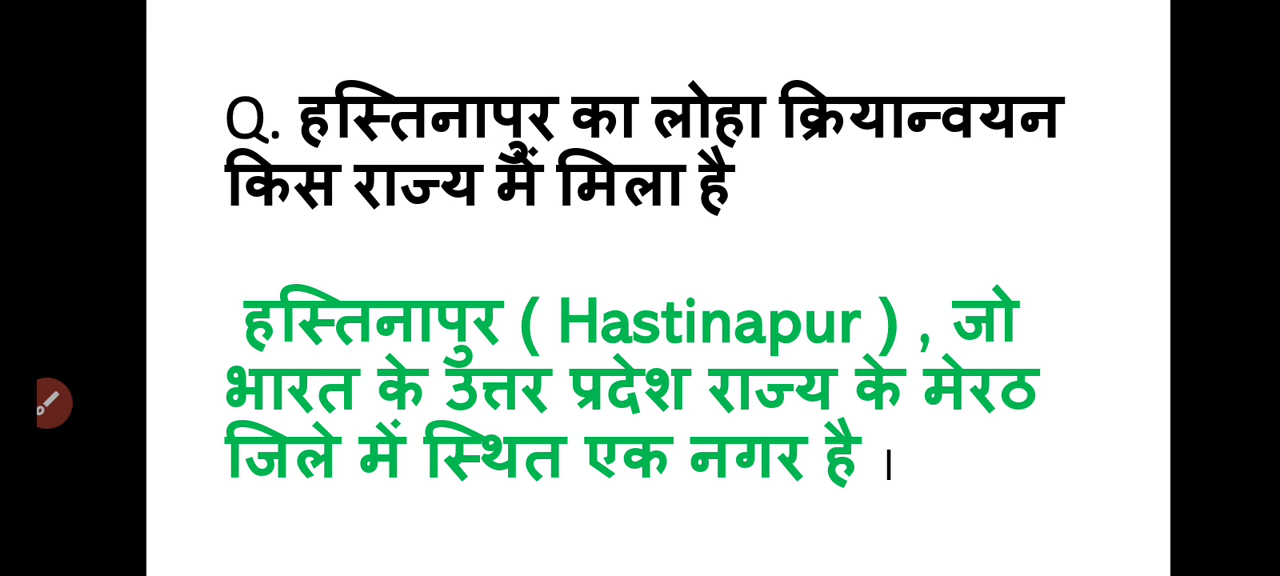 Q. हस्तिनापुर का लोहा क्रियान्वयन
किस राज्य मैं मिला है
हस्तिनापुर ( Hastinapur ) , जो
भारत के उत्तर प्रदेश राज्य के मेरठ
जिले में स्थित एक नगर है ।